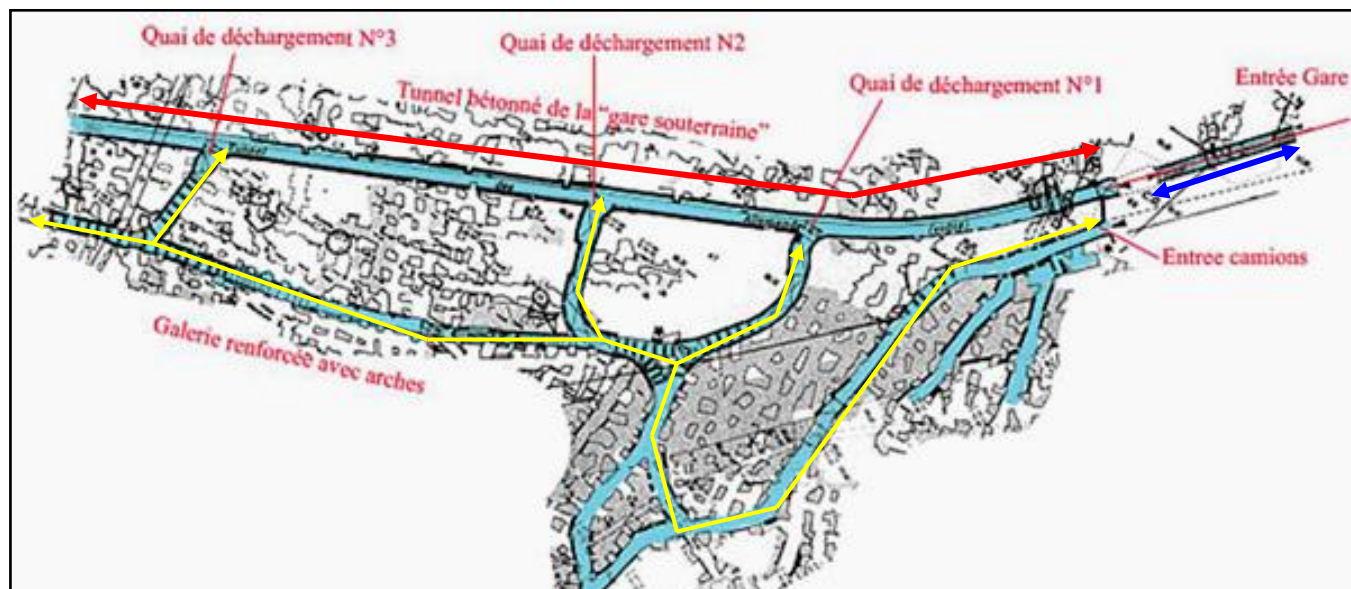 Quai de déchargement N°3
Quai de déchargement N2
Quai de déchargement N°1
Entrée Gare
Tunnel bétonné de la "gare souterraine"
Entree camions
Galerie renforcée avec arches